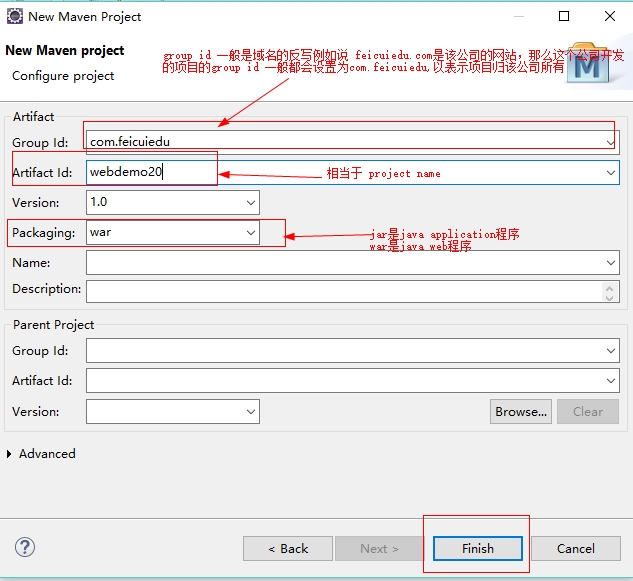 New Maven Project
New Maven project
Configure project
group id 一般是域名的反写例如说 feicuiedu.com是该公司的网站，那么这个公司开发
的项目的group id 一般都会设置为com.feicuiedu,以表示项目归该公司所有
M
Artifact
Group Id: com.feicuiedu
Artifact Id: webdemo20
相当于 project name
Version: 1.0
Packaging: war
jar是java application程序
war是java web程序
Name:
Description:
Parent Project
Group Id:
Artifact Id:
Version:
Browse... Clear
Advanced
?
< Back Next > Finish Cancel